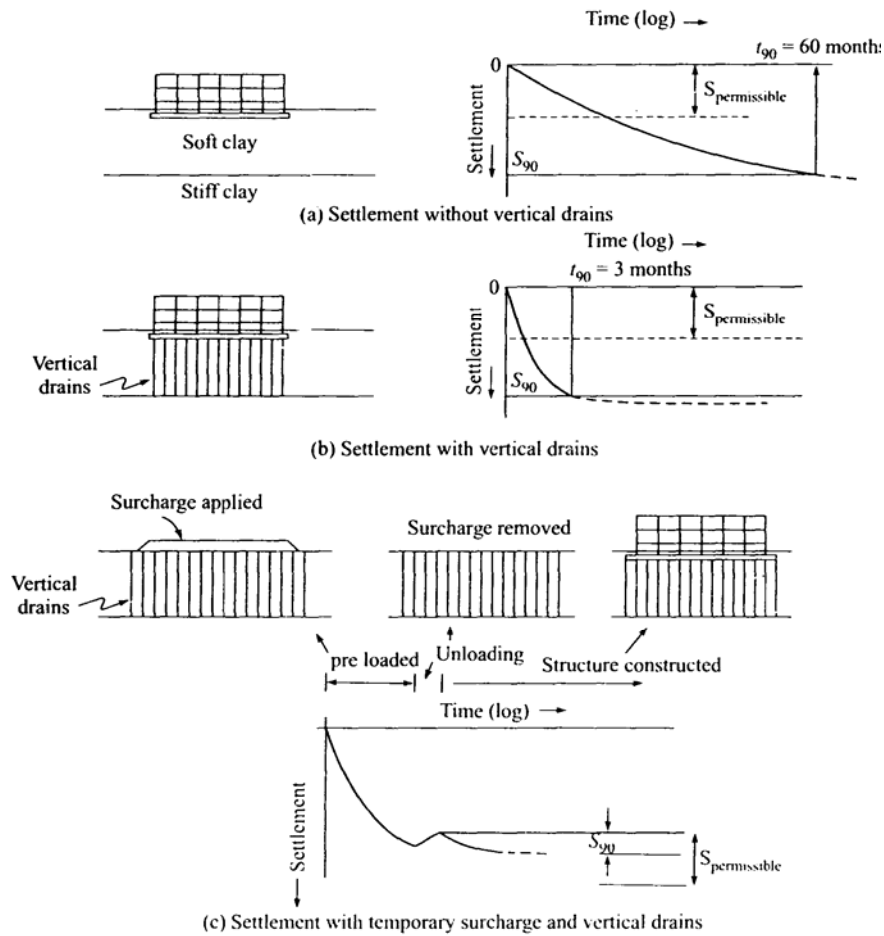 Time (log) →
t90 = 60 months
0
Spermissible
Settlement
S90
Soft clay
Stiff clay
(a) Settlement without vertical drains
Time (log) →
t90 = 3 months
0
Spermissible
Settlement
S90
Vertical
drains
(b) Settlement with vertical drains
Surcharge applied
Surcharge removed
Vertical
drains
pre loaded
Unloading
Structure constructed
Time (log) →
Settlement
S90
Spermissible
(c) Settlement with temporary surcharge and vertical drains